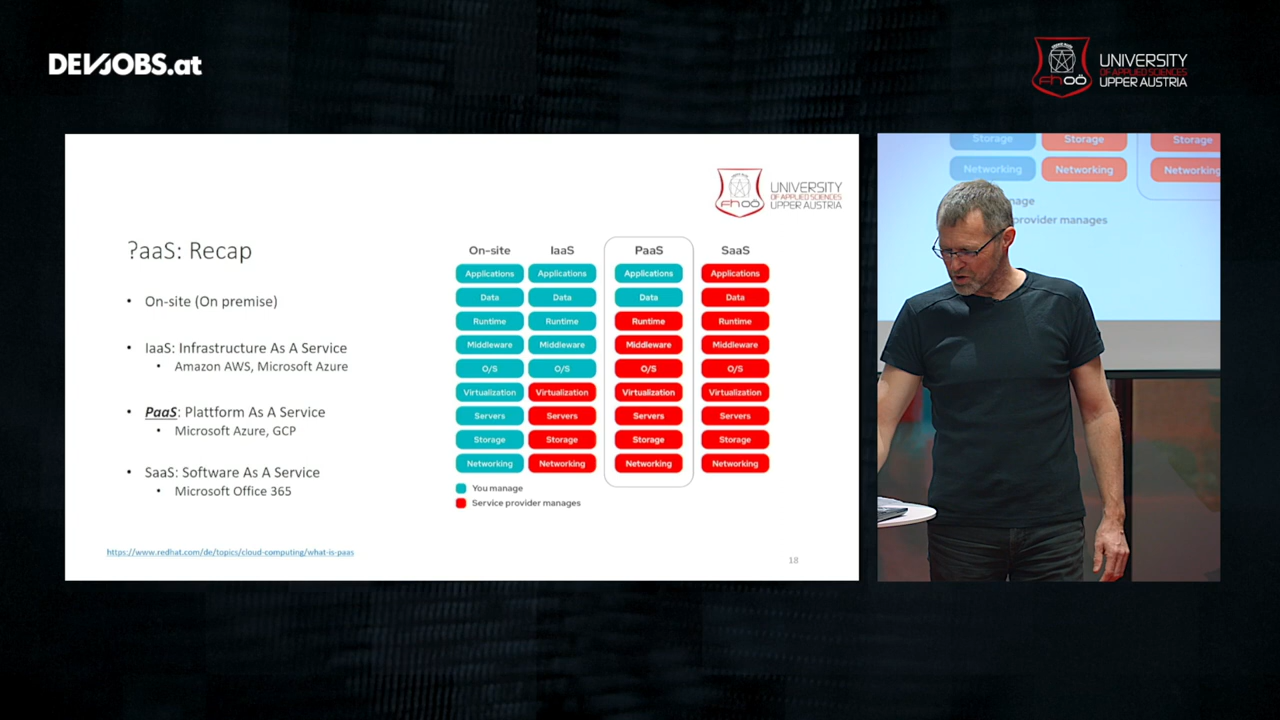 DEVJOBS.at
fh OÖ
UNIVERSITY
OF APPLIED SCIENCES
UPPER AUSTRIA
fh OÖ
UNIVERSITY
OF APPLIED SCIENCES
UPPER AUSTRIA
?aaS: Recap
• On-site (On premise)
• IaaS: Infrastructure As A Service
• Amazon AWS, Microsoft Azure
• PaaS: Plattform As A Service
• Microsoft Azure, GCP
• SaaS: Software As A Service
• Microsoft Office 365
https://www.redhat.com/de/topics/cloud-computing/what-is-paas
On-site IaaS PaaS SaaS
Applications Applications Applications Applications
Data Data Data Data
Runtime Runtime Runtime Runtime
Middleware Middleware Middleware Middleware
O/S O/S O/S O/S
Virtualization Virtualization Virtualization Virtualization
Servers Servers Servers Servers
Storage Storage Storage Storage
Networking Networking Networking Networking
You manage
Service provider manages
18
Storage Storage Storage
Networking Networking Networking
provider manages